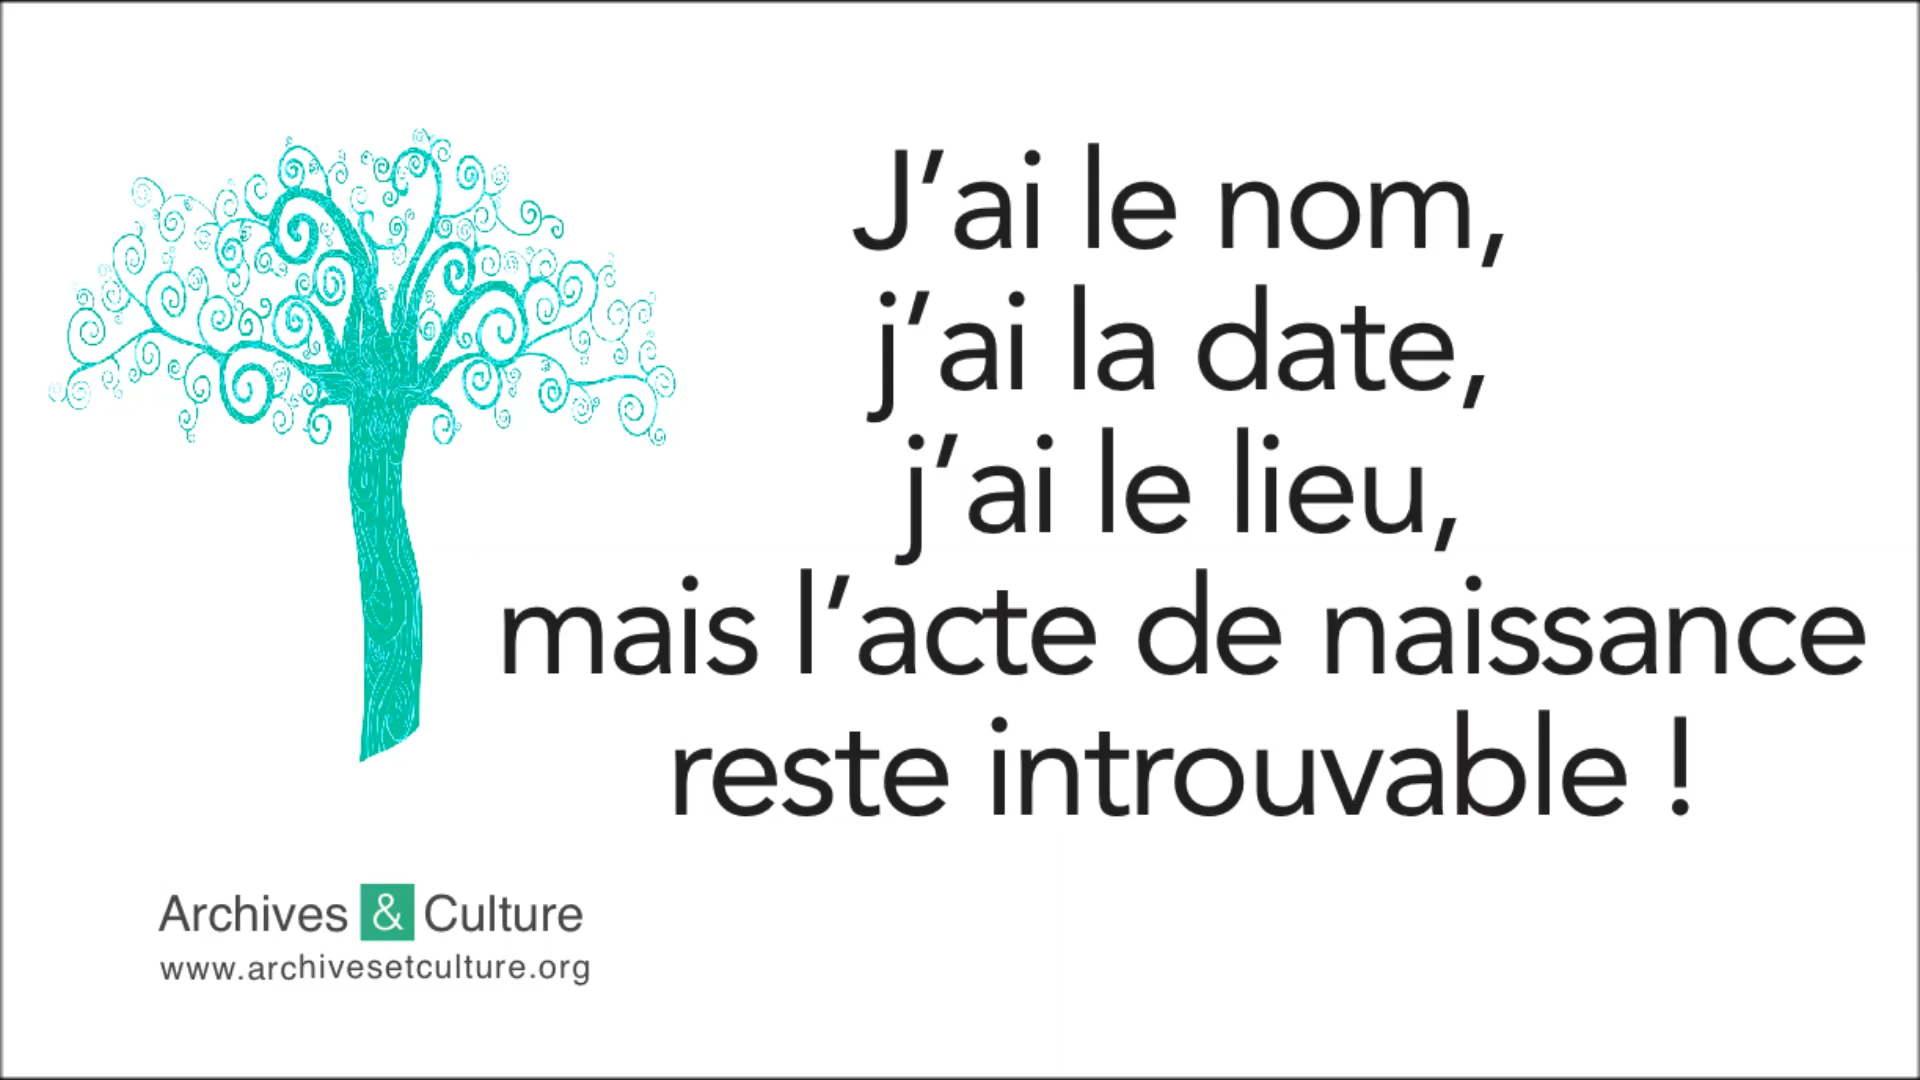 J’ai le nom,
j’ai la date,
j’ai le lieu,
mais l’acte de naissance
reste introuvable !
Archives & Culture
www.archivesetculture.org